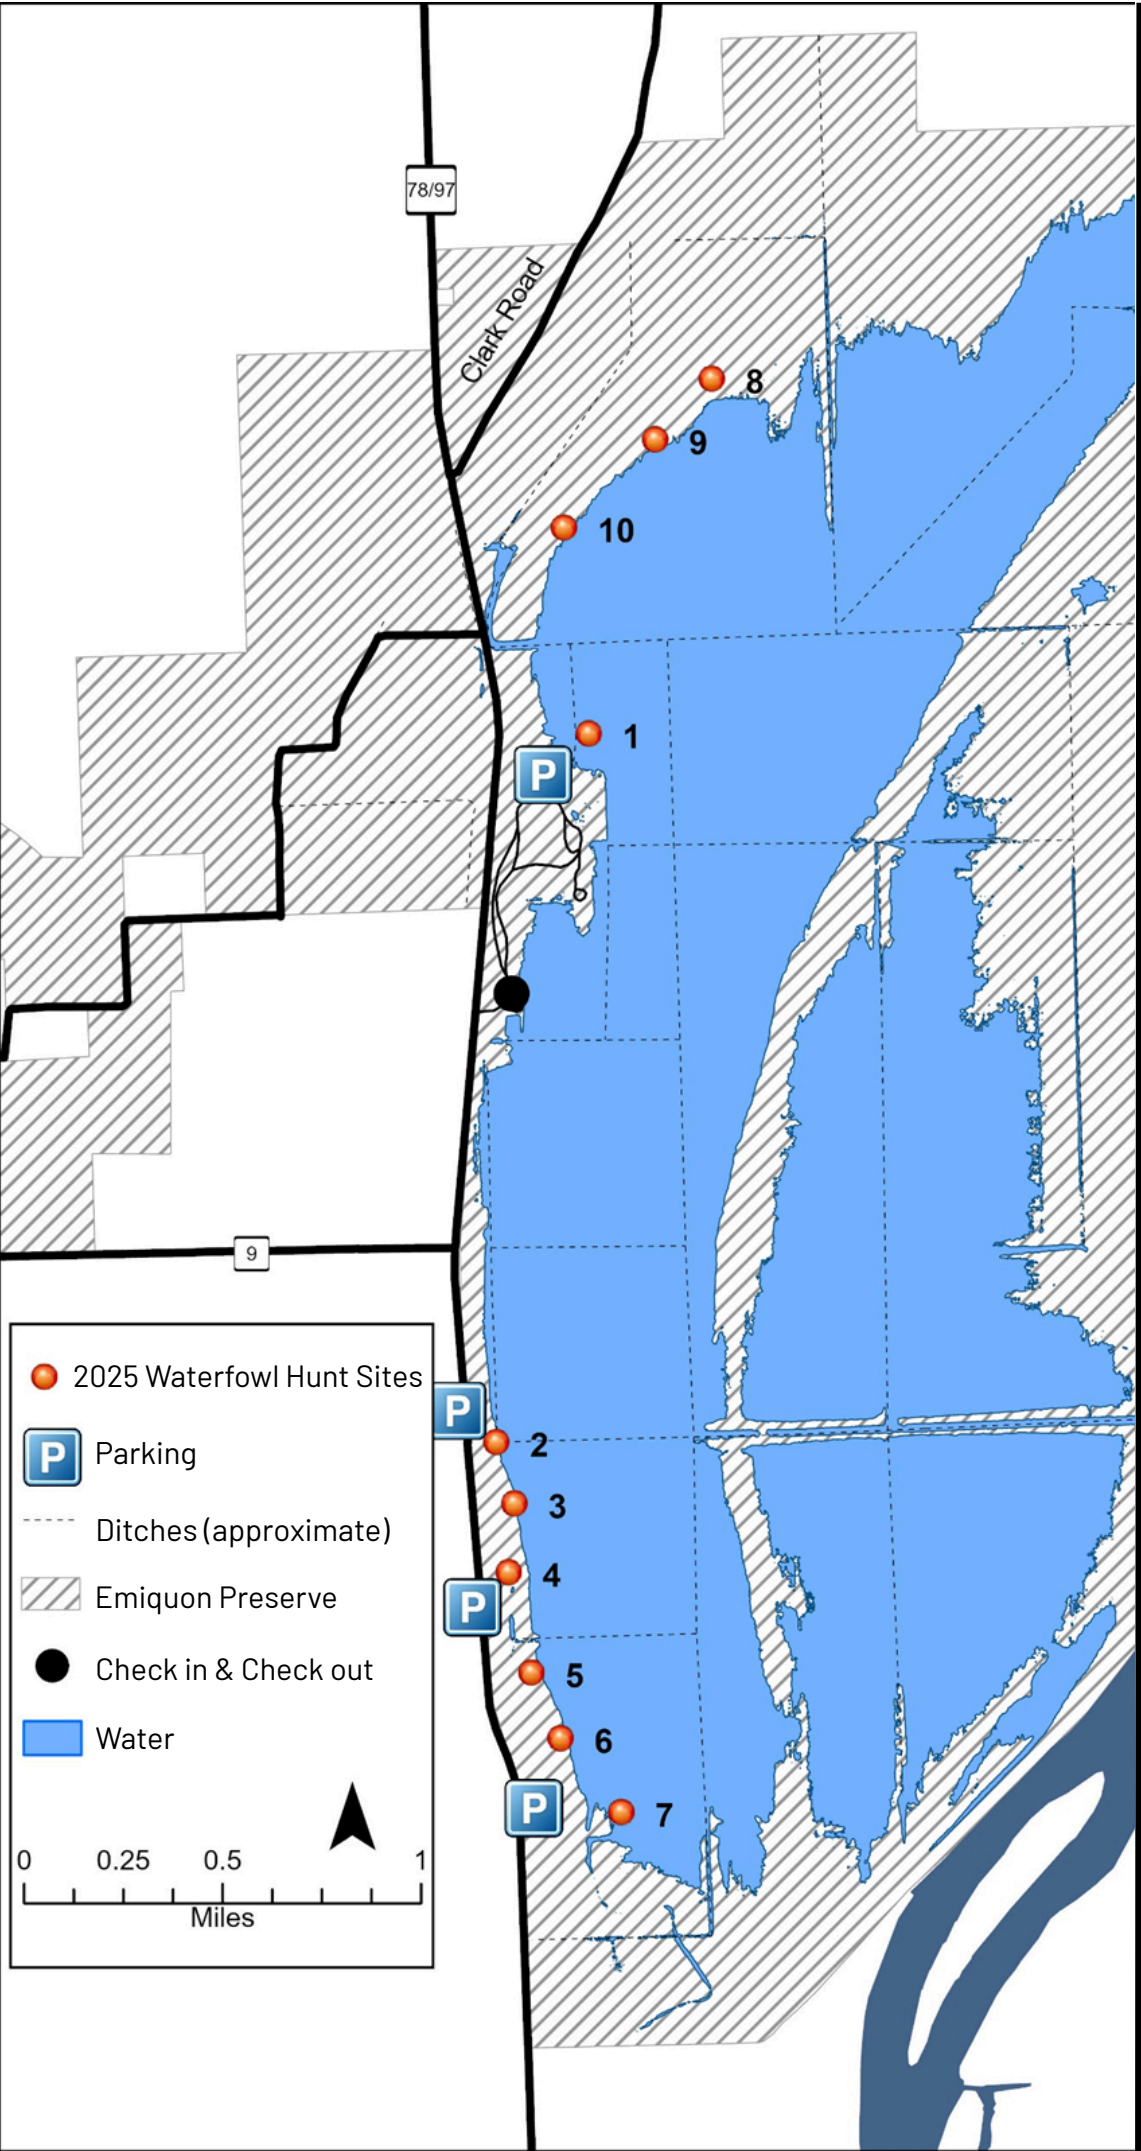 78/97
Clark Road
8
9
10
1
P
9
P
2
3
4
P
5
6
P
7
2025 Waterfowl Hunt Sites
P Parking
Ditches (approximate)
Emiquon Preserve
Check in & Check out
Water
0 0.25 0.5 1
Miles